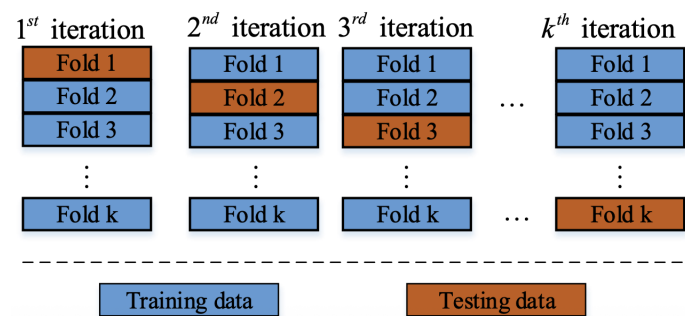 1st iteration 2nd iteration 3rd iteration kth iteration
Fold 1 Fold 1 Fold 1 Fold 1
Fold 2 Fold 2 Fold 2 ... Fold 2
Fold 3 Fold 3 Fold 3 Fold 3
⋮ ⋮ ⋮ ⋮
Fold k Fold k Fold k ... Fold k
Training data Testing data